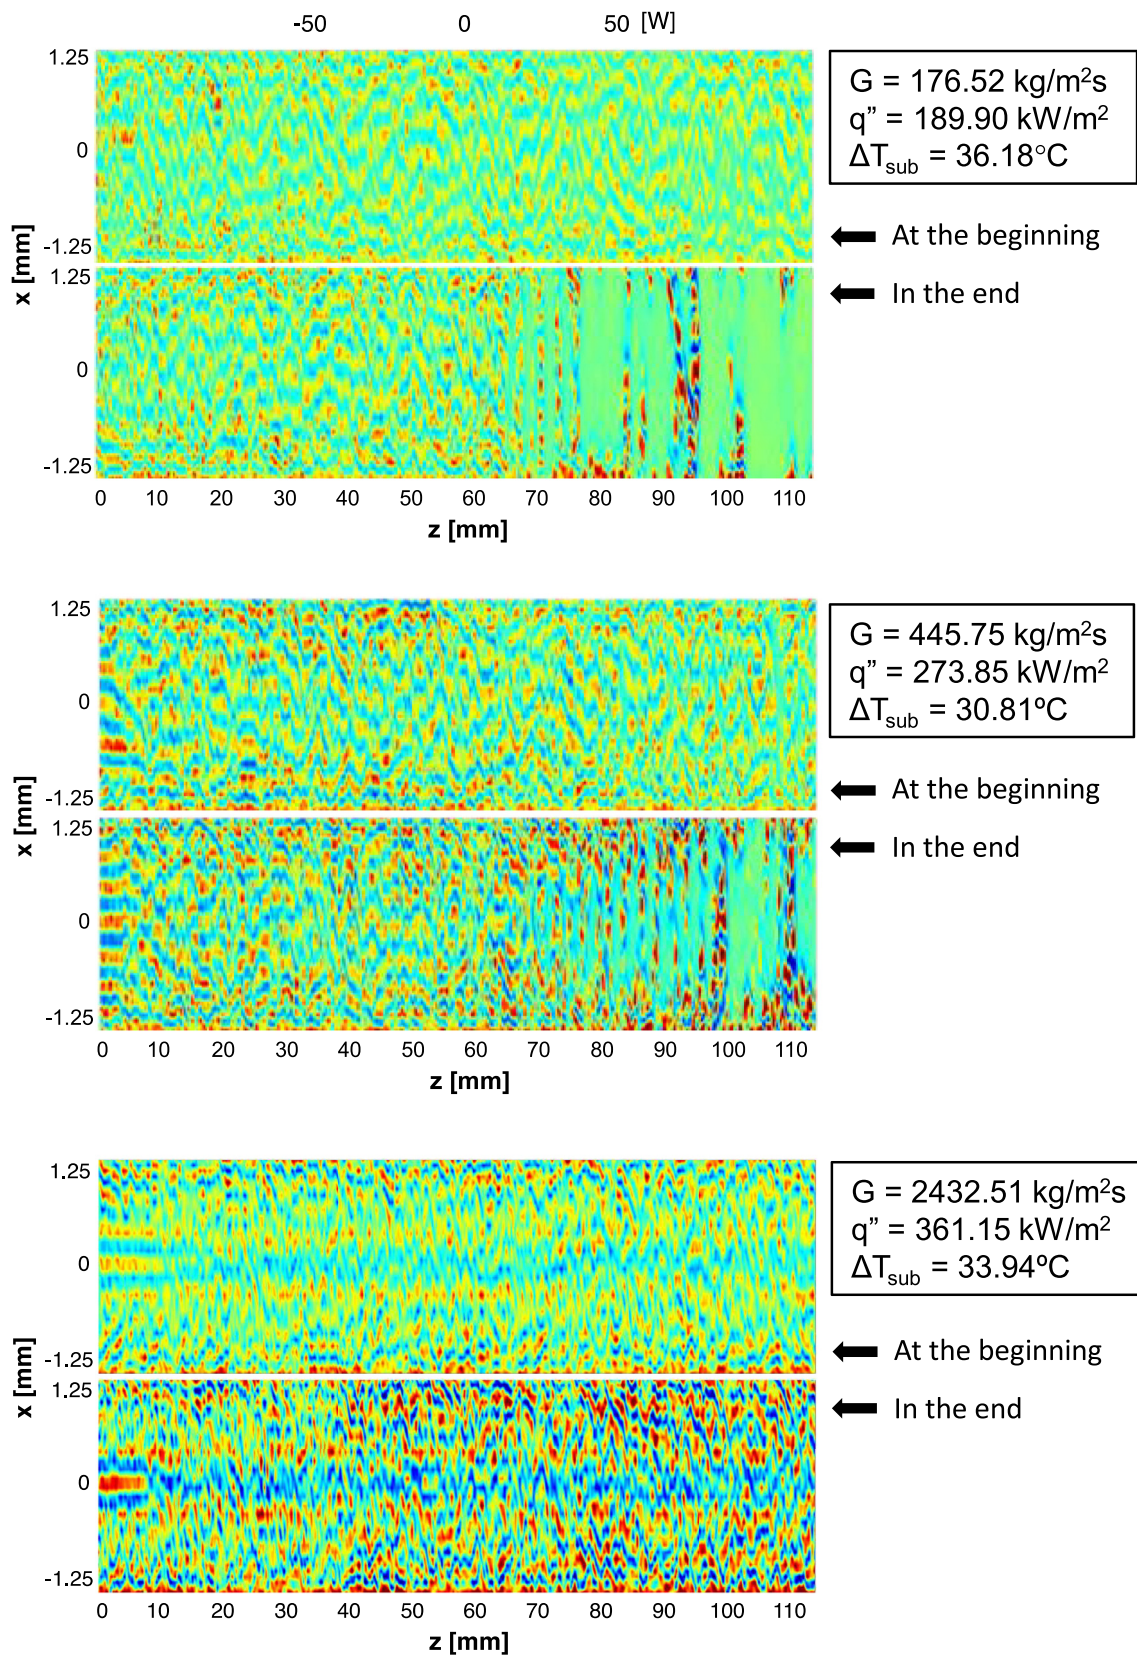 -50 0 50 [W]
1.25
0
-1.25
1.25
0
-1.25
x [mm]
0 10 20 30 40 50 60 70 80 90 100 110
z [mm]
G = 176.52 kg/m²s
q” = 189.90 kW/m²
ΔTsub = 36.18°C
At the beginning
In the end
1.25
0
-1.25
1.25
0
-1.25
x [mm]
0 10 20 30 40 50 60 70 80 90 100 110
z [mm]
G = 445.75 kg/m²s
q” = 273.85 kW/m²
ΔTsub = 30.81ºC
At the beginning
In the end
1.25
0
-1.25
1.25
0
-1.25
x [mm]
0 10 20 30 40 50 60 70 80 90 100 110
z [mm]
G = 2432.51 kg/m²s
q” = 361.15 kW/m²
ΔTsub = 33.94ºC
At the beginning
In the end